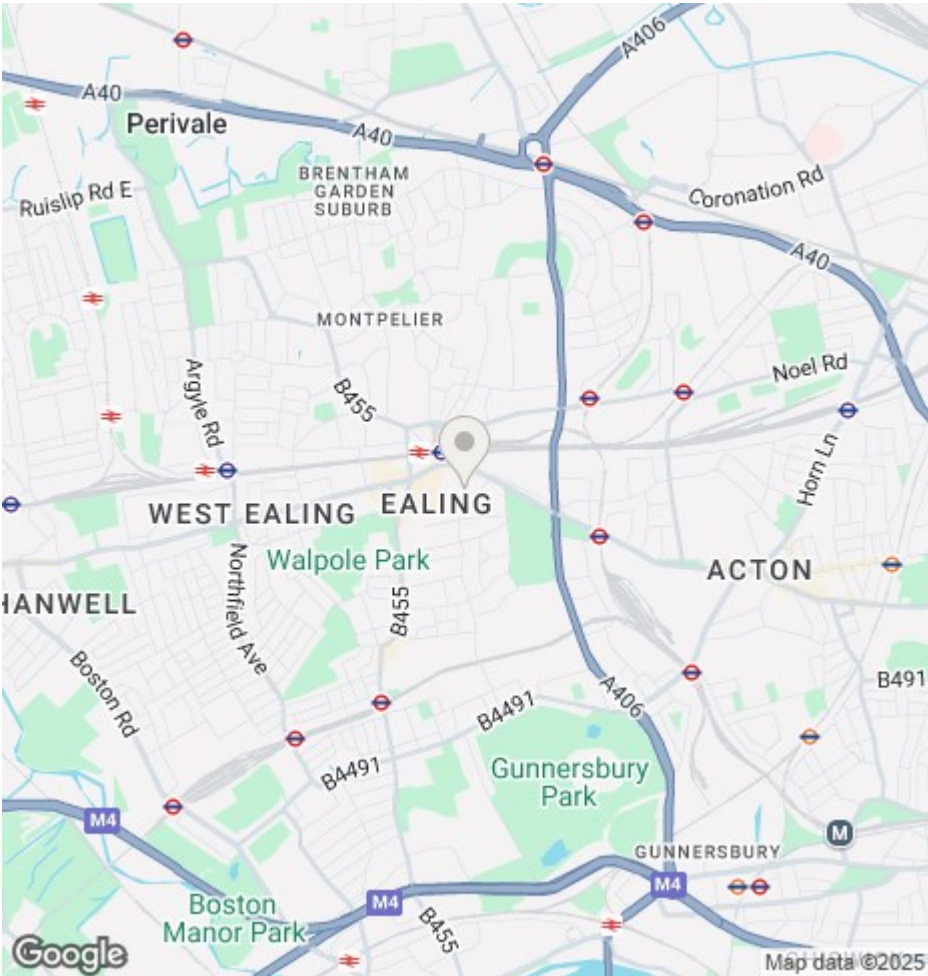 A406
A40
Perivale
A40
BRENTHAM
GARDEN
SUBURB
Ruislip Rd E
Coronation Rd
A40
MONTPELIER
Noel Rd
Argyle Rd
B455
Horn Ln
WEST EALING
EALING
Walpole Park
ACTON
Northfield Ave
B455
HANWELL
Boston Rd
B491
A406
B4491
B4491
Gunnersbury
Park
M4
M
GUNNERSBURY
M4
M4
Boston
Manor Park
B455
Google
Map data ©2025